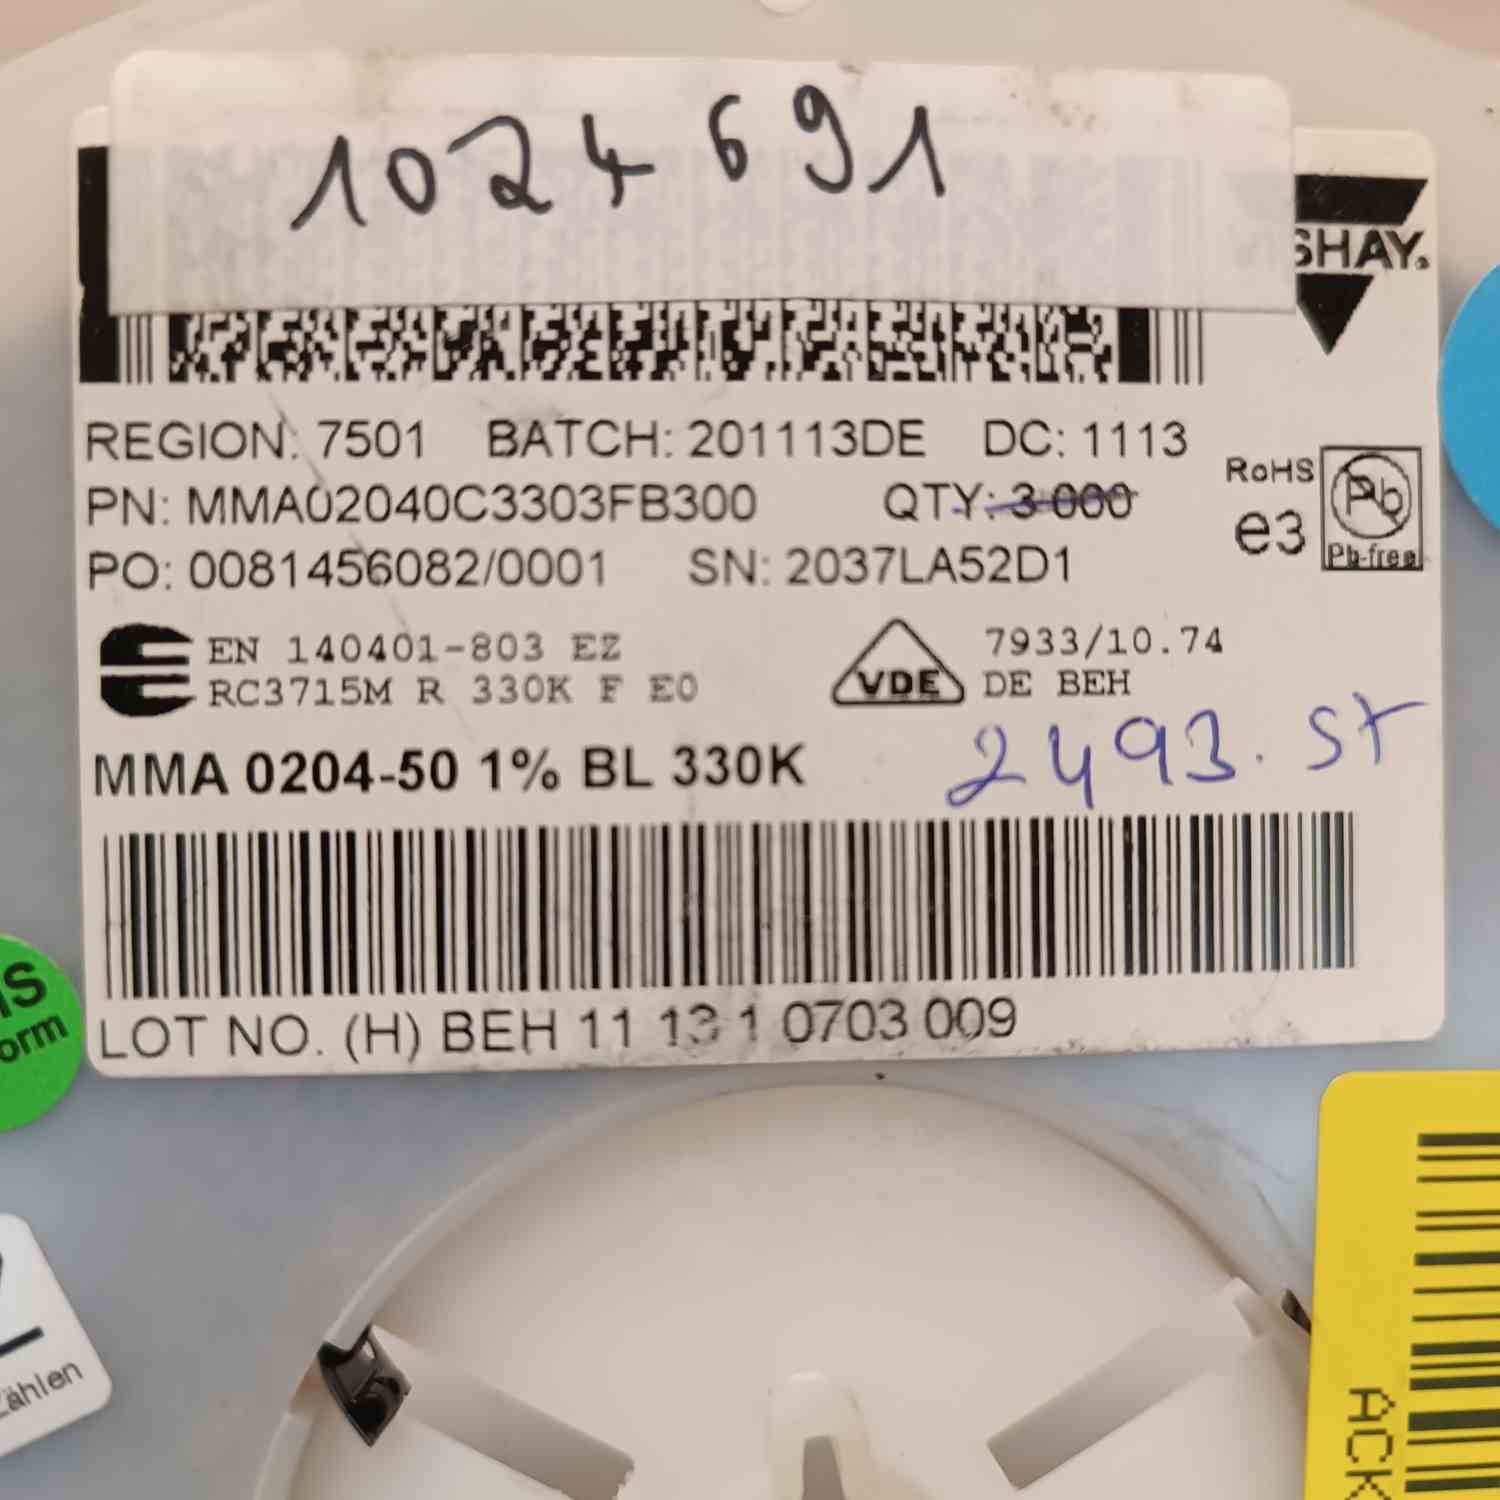 1024691
SHAY
REGION: 7501 BATCH: 201113DE DC: 1113
PN: MMA02040C3303FB300 QTY: 3 000
RoHS
e3
Pb
Pb-free
PO: 0081456082/0001 SN: 2037LA52D1
EN 140401-803 EZ
RC3715M R 330K F E0
VDE
7933/10.74
DE BEH
2493. St
MMA 0204-50 1% BL 330K
LOT NO. (H) BEH 11 13 1 0703 009
S
orm
Zählen
ACK